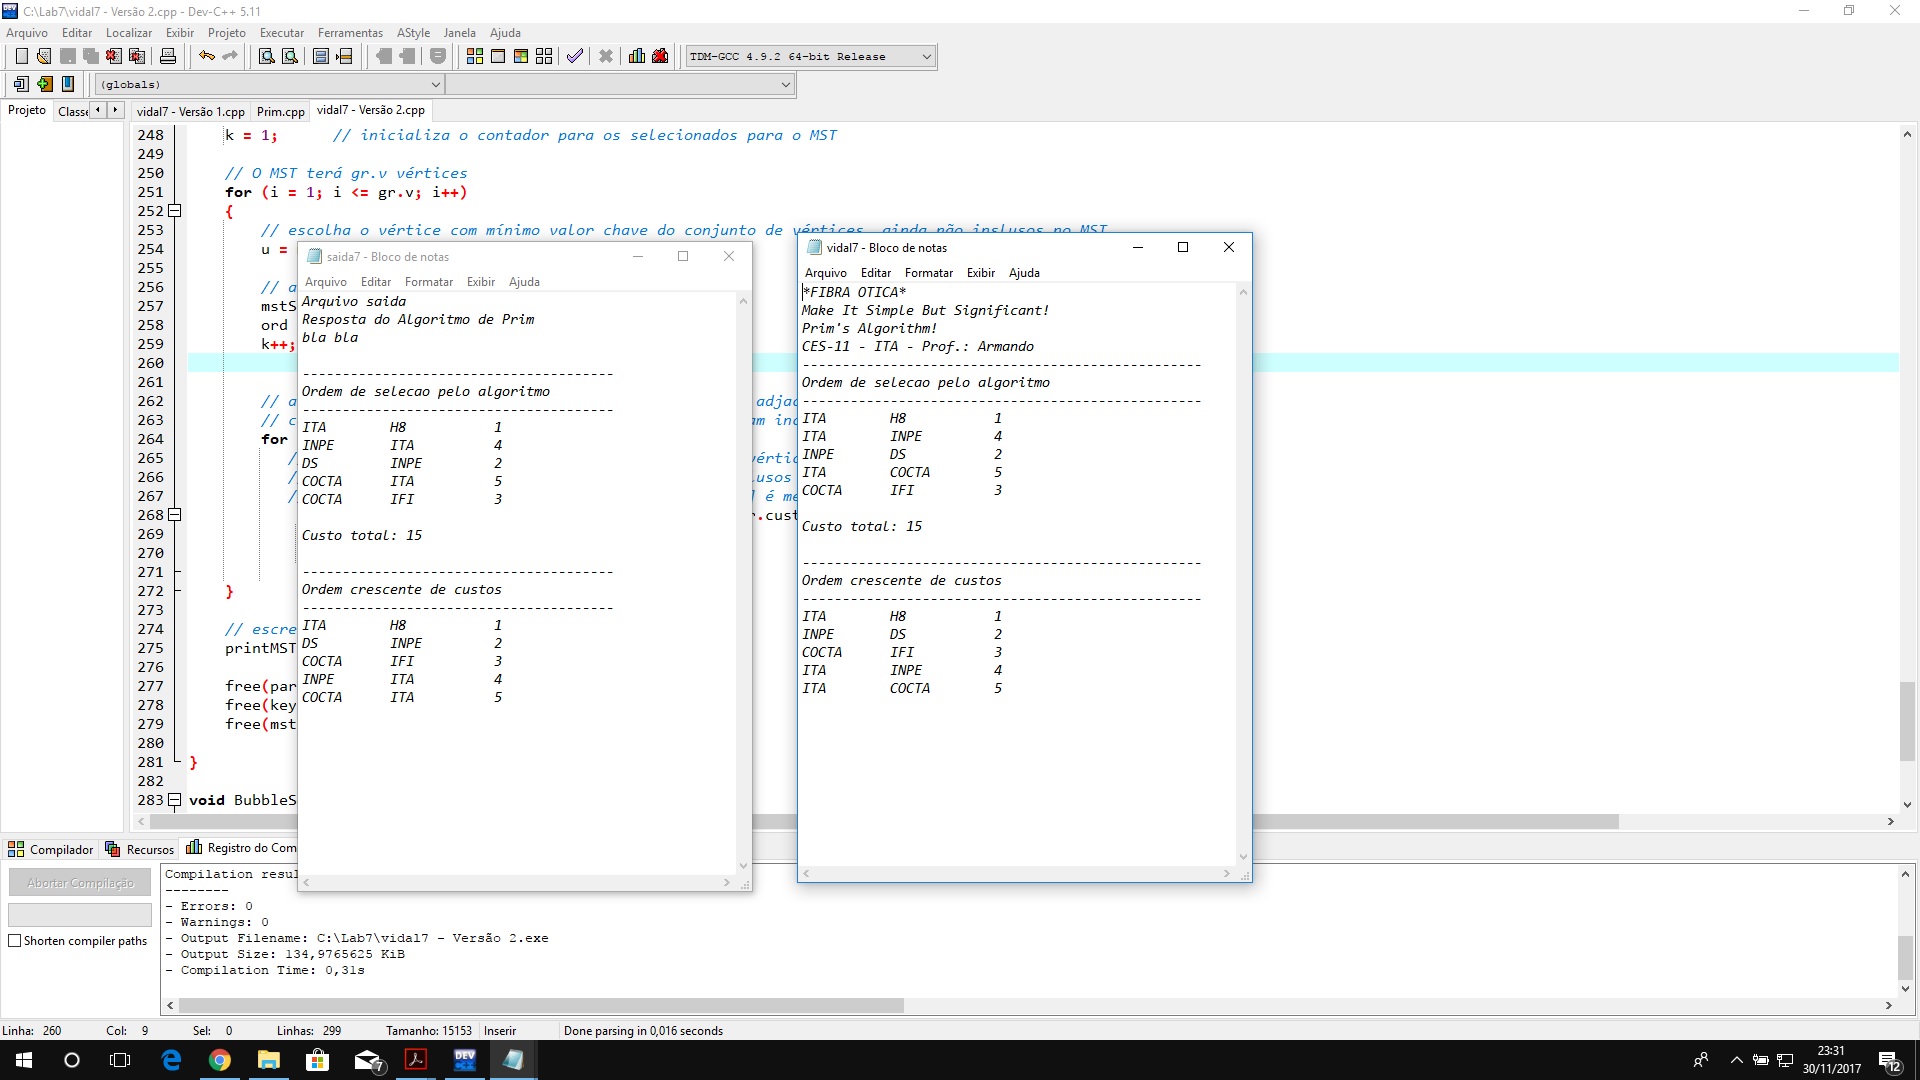 C:\Lab7\vidal7 - Versão 2.cpp - Dev-C++ 5.11
Arquivo Editar Localizar Exibir Projeto Executar Ferramentas AStyle Janela Ajuda
TDM-GCC 4.9.2 64-bit Release
(globals)
Projeto Classe vidal7 - Versão 1.cpp Prim.cpp vidal7 - Versão 2.cpp
248 k = 1; // inicializa o contador para os selecionados para o MST
249
250 // O MST terá gr.v vértices
251 for (i = 1; i <= gr.v; i++)
252 {
253 // escolha o vértice com mínimo valor chave do conjunto de vértices, ainda não inslusos no MST
254 u =
255
256 // a
257 mstS
258 ord
259 k++;
260
261
262 // a adjac
263 // c am inc
264 for
265 / vértic
266 / usos
267 / ] é me
268 r.cust
269
270
271
272 }
273
274 // escre
275 printMST
276
277 free(par
278 free(key
279 free(mst
280
281 }
282
283 void BubbleS
saida7 - Bloco de notas
Arquivo Editar Formatar Exibir Ajuda
Arquivo saida
Resposta do Algoritmo de Prim
bla bla
---------------------------------------
Ordem de selecao pelo algoritmo
---------------------------------------
ITA H8 1
INPE ITA 4
DS INPE 2
COCTA ITA 5
COCTA IFI 3
Custo total: 15
---------------------------------------
Ordem crescente de custos
---------------------------------------
ITA H8 1
DS INPE 2
COCTA IFI 3
INPE ITA 4
COCTA ITA 5
vidal7 - Bloco de notas
Arquivo Editar Formatar Exibir Ajuda
*FIBRA OTICA*
Make It Simple But Significant!
Prim's Algorithm!
CES-11 - ITA - Prof.: Armando
--------------------------------------------------
Ordem de selecao pelo algoritmo
--------------------------------------------------
ITA H8 1
ITA INPE 4
INPE DS 2
ITA COCTA 5
COCTA IFI 3
Custo total: 15
--------------------------------------------------
Ordem crescente de custos
--------------------------------------------------
ITA H8 1
INPE DS 2
COCTA IFI 3
ITA INPE 4
ITA COCTA 5
Compilador Recursos Registro do Com
Abortar Compilação
Shorten compiler paths
Compilation resul
--------
- Errors: 0
- Warnings: 0
- Output Filename: C:\Lab7\vidal7 - Versão 2.exe
- Output Size: 134,9765625 KiB
- Compilation Time: 0,31s
Linha: 260 Col: 9 Sel: 0 Linhas: 299 Tamanho: 15153 Inserir Done parsing in 0,016 seconds
7
DEV C++
23:31
30/11/2017
12